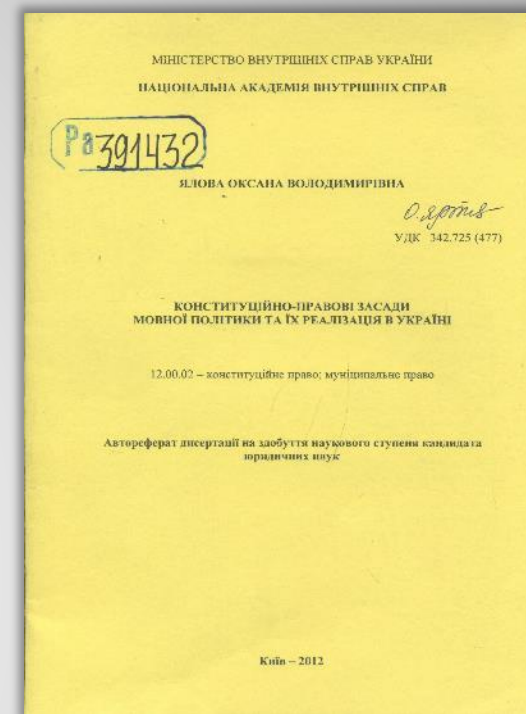 МІНІСТЕРСТВО ВНУТРІШНІХ СПРАВ УКРАЇНИ
НАЦІОНАЛЬНА АКАДЕМІЯ ВНУТРІШНІХ СПРАВ
Ра 391432
ЯЛОВА ОКСАНА ВОЛОДИМИРІВНА
УДК 342.725 (477)
КОНСТИТУЦІЙНО-ПРАВОВІ ЗАСАДИ
МОВНОЇ ПОЛІТИКИ ТА ЇХ РЕАЛІЗАЦІЯ В УКРАЇНІ
12.00.02 – конституційне право; муніципальне право
Автореферат дисертації на здобуття наукового ступеня кандидата
юридичних наук
Київ – 2012